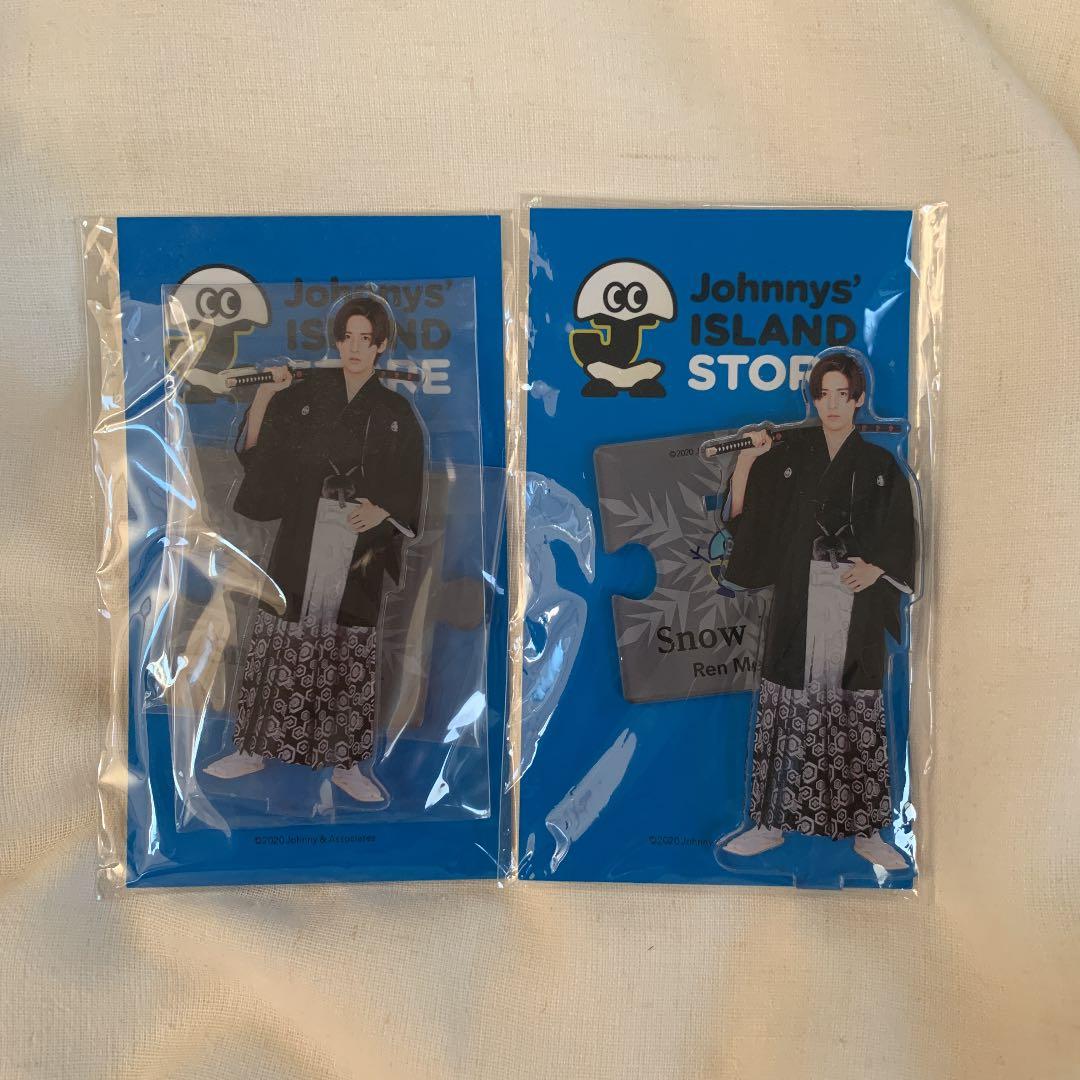 Johnnys'
ISLAND
STORE
©2020 Johnny & Associates
Johnnys'
ISLAND
STOR
©2020 J
Snow
Ren Me
©2020 Johnny